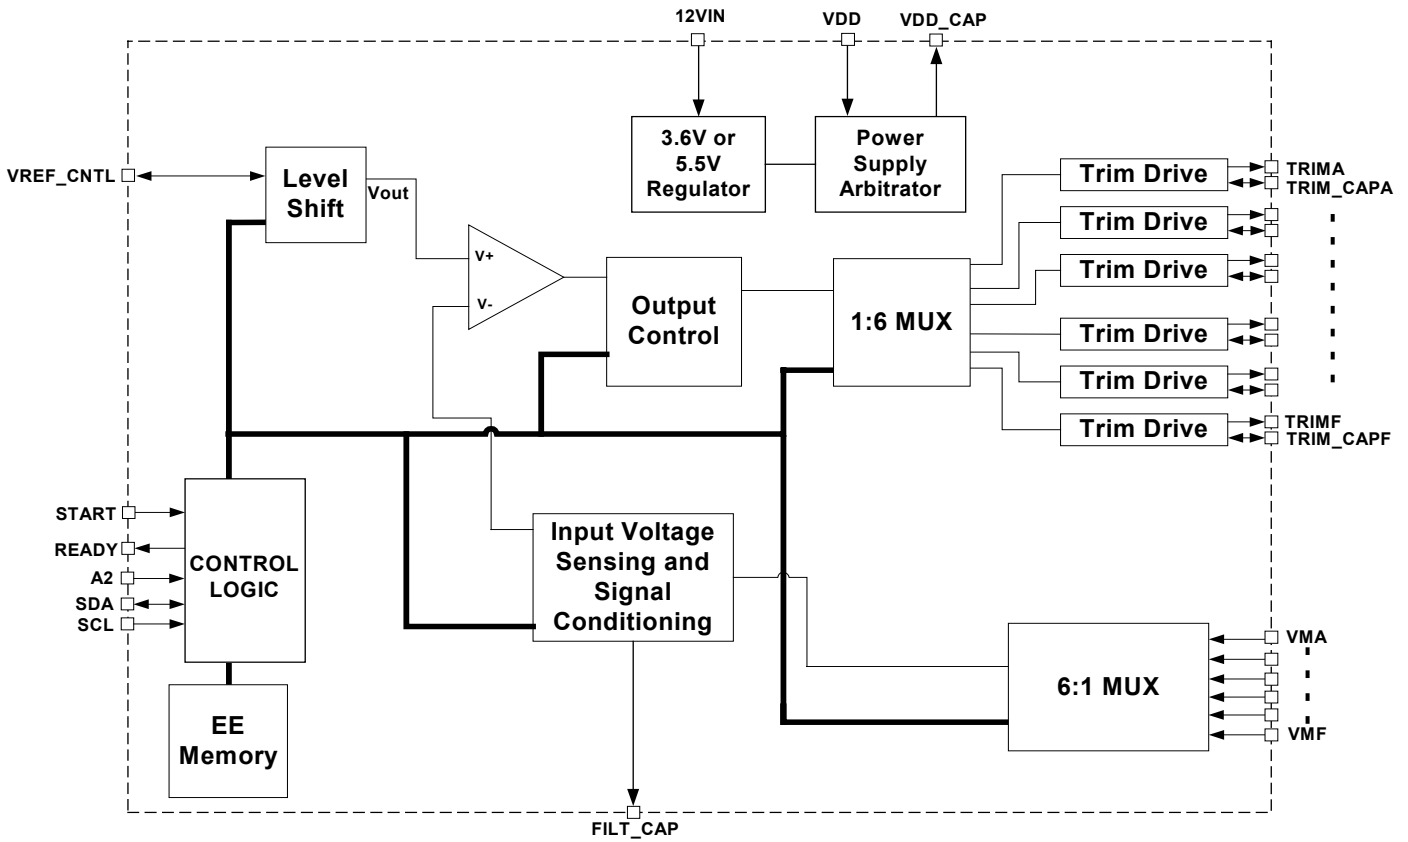 12VIN
VDD
VDD_CAP
3.6V or
5.5V
Regulator
Power
Supply
Arbitrator
VREF_CNTL
Level
Shift
Vout
Trim Drive
TRIMA
TRIM_CAPA
Trim Drive
Trim Drive
V+
V-
Output
Control
1:6 MUX
Trim Drive
Trim Drive
Trim Drive
TRIMF
TRIM_CAPF
START
READY
A2
SDA
SCL
CONTROL
LOGIC
Input Voltage
Sensing and
Signal
Conditioning
6:1 MUX
VMA
VMF
EE
Memory
FILT_CAP